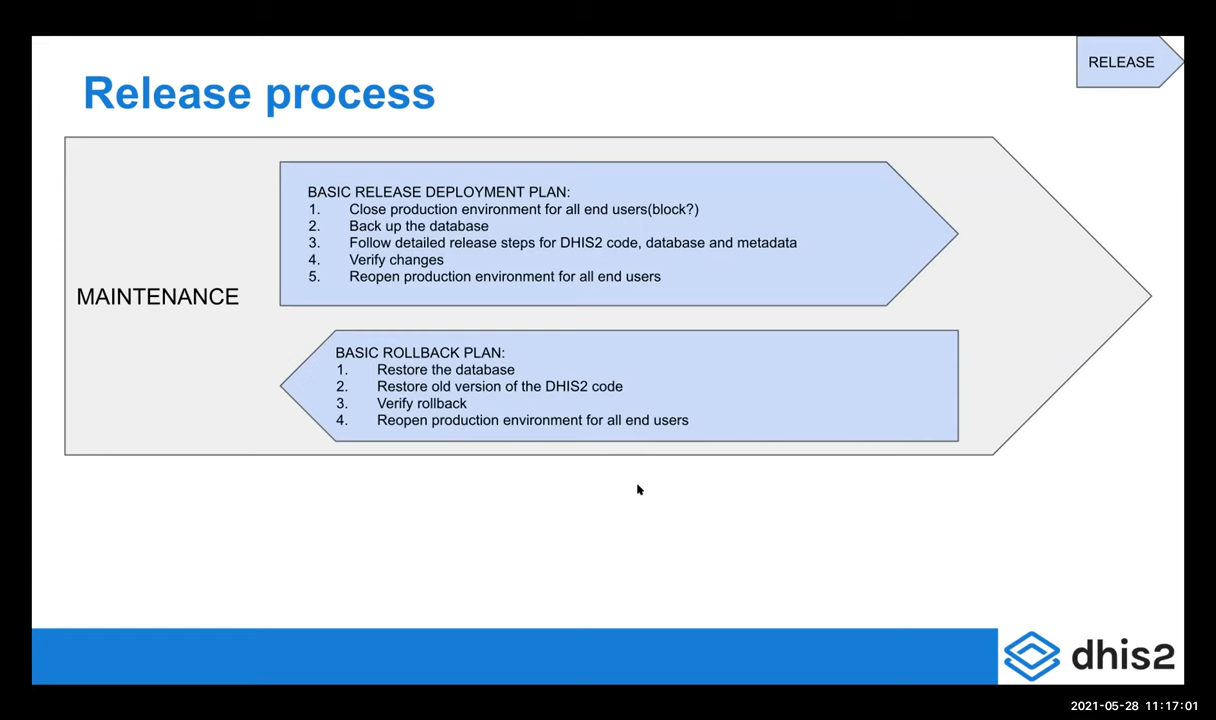 RELEASE
Release process
MAINTENANCE
BASIC RELEASE DEPLOYMENT PLAN:
1. Close production environment for all end users(block?)
2. Back up the database
3. Follow detailed release steps for DHIS2 code, database and metadata
4. Verify changes
5. Reopen production environment for all end users
BASIC ROLLBACK PLAN:
1. Restore the database
2. Restore old version of the DHIS2 code
3. Verify rollback
4. Reopen production environment for all end users
dhis2
2021-05-28 11:17:01